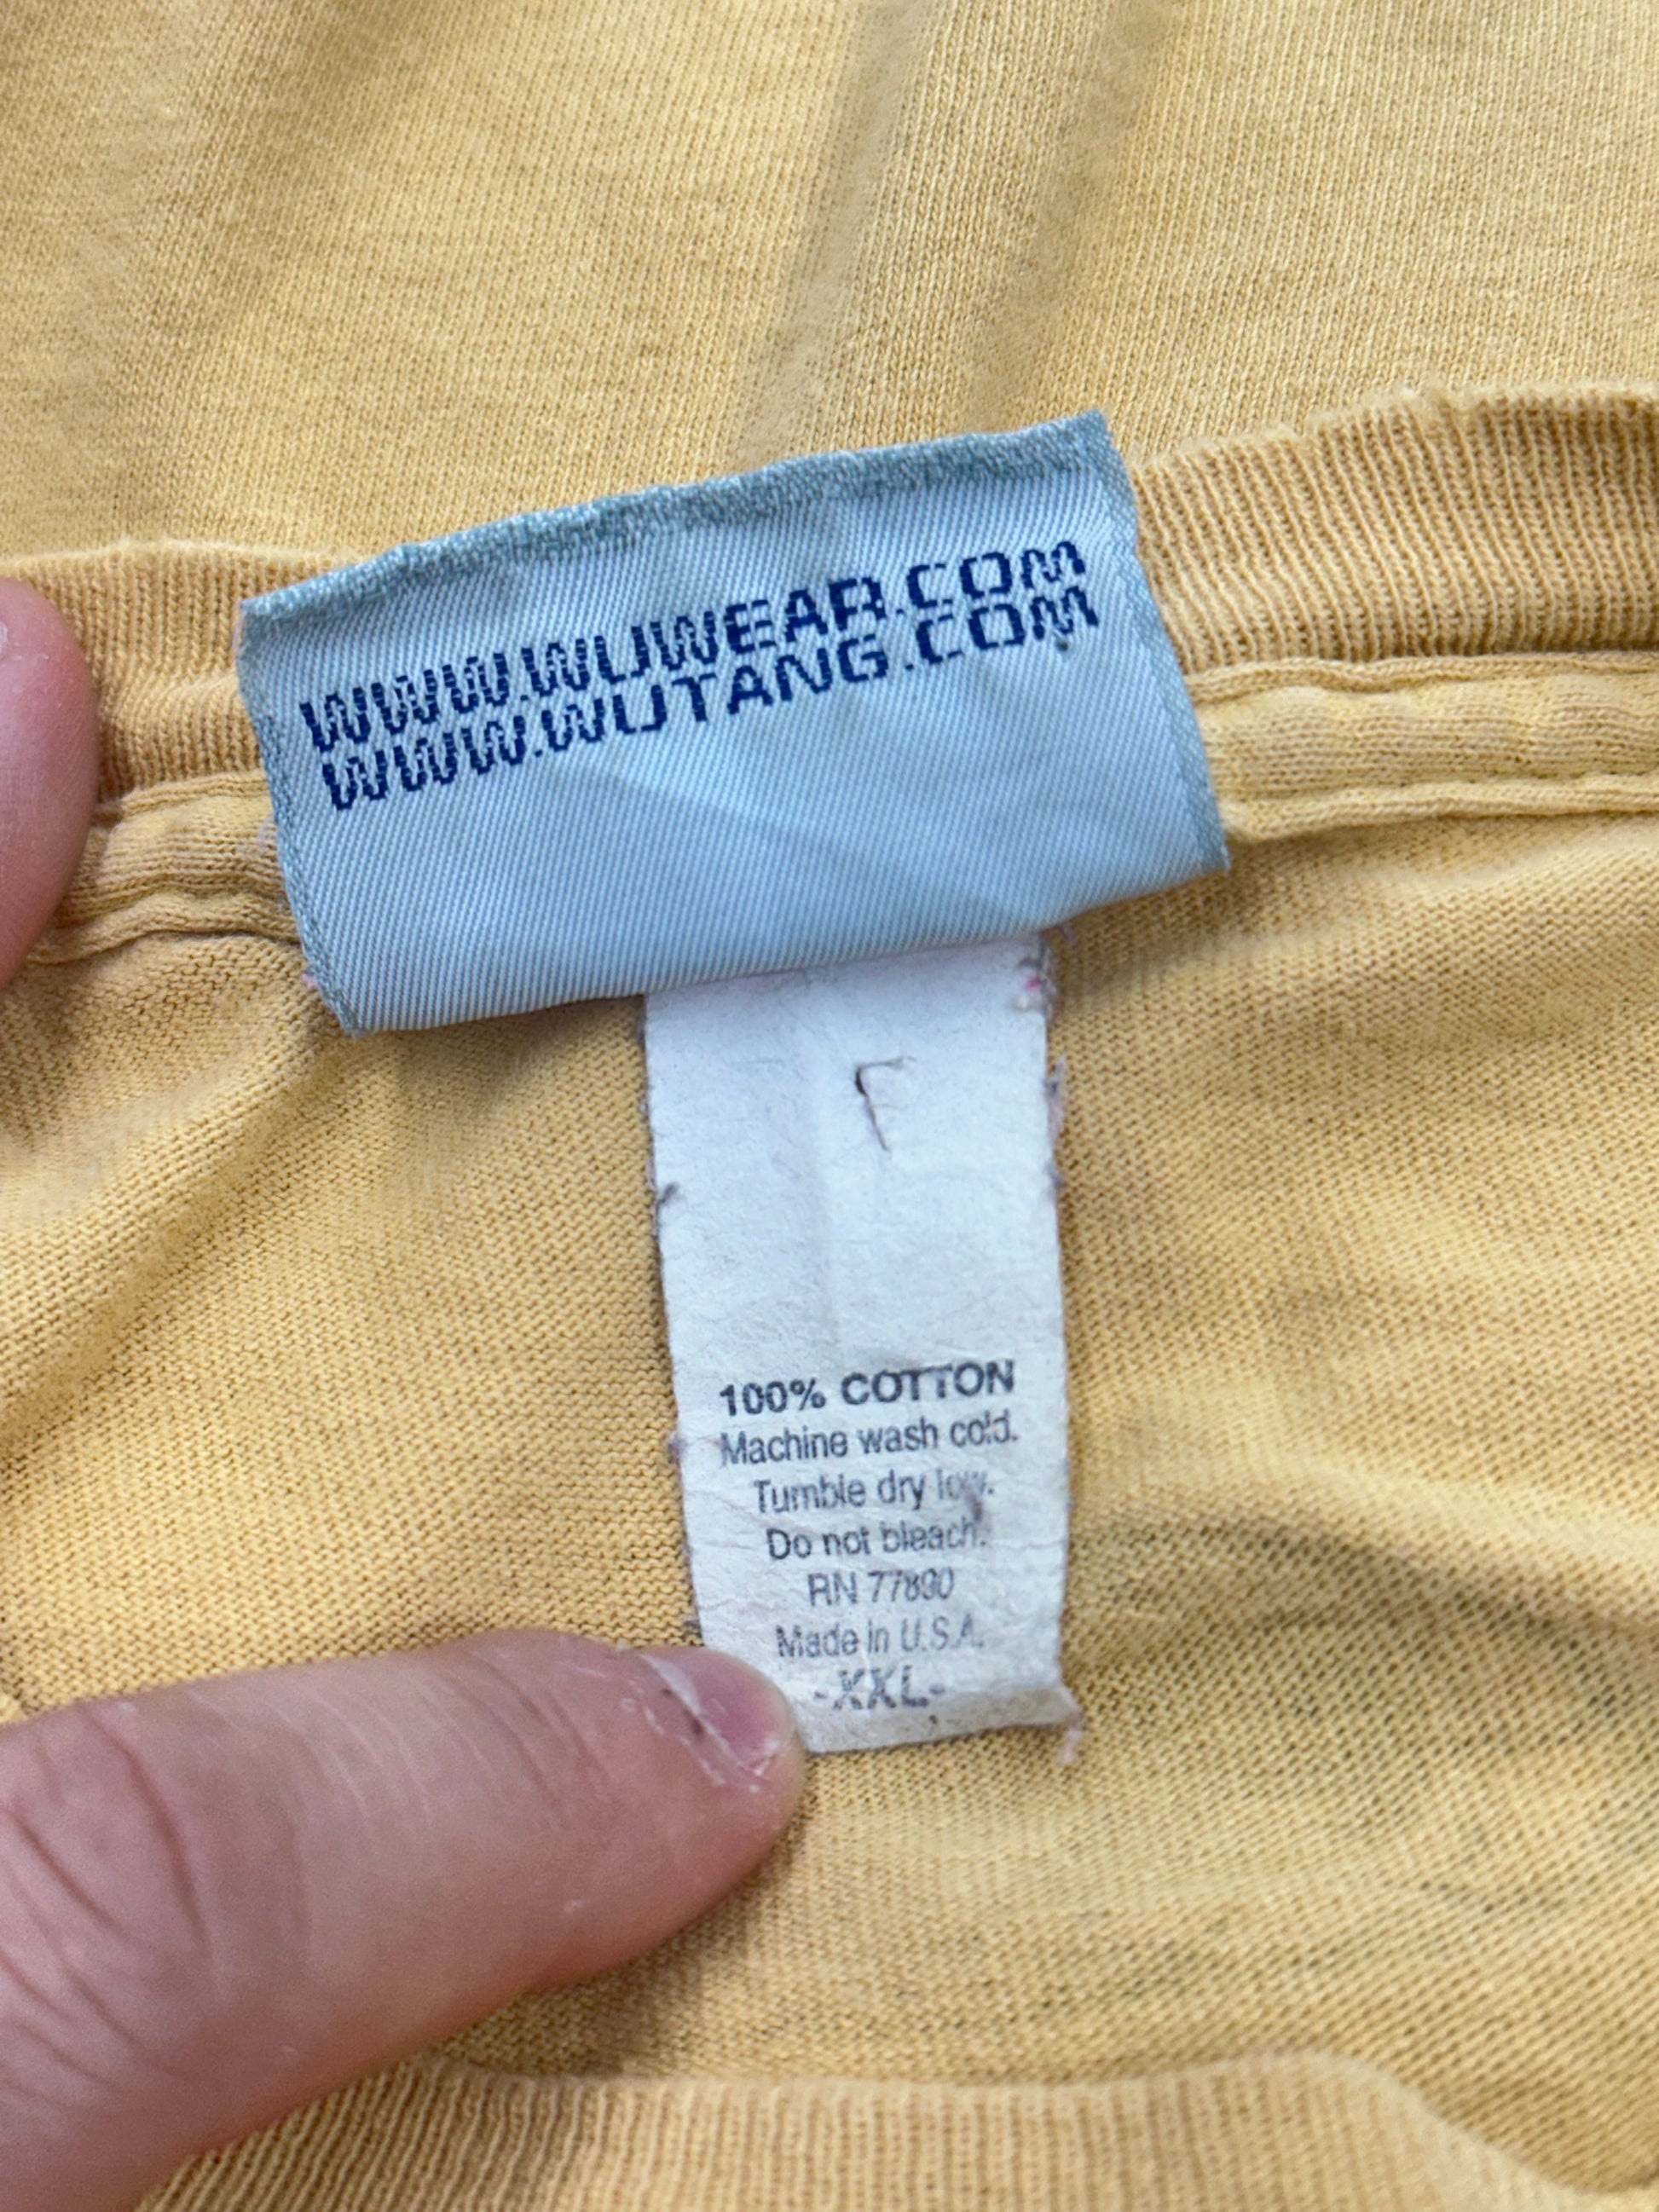 WWW.WUWEAR.COM
WWW.WUTANG.COM
100% COTTON
Machine wash cold.
Tumble dry low.
Do not bleach.
RN 77890
Made in U.S.A.
-XXL-